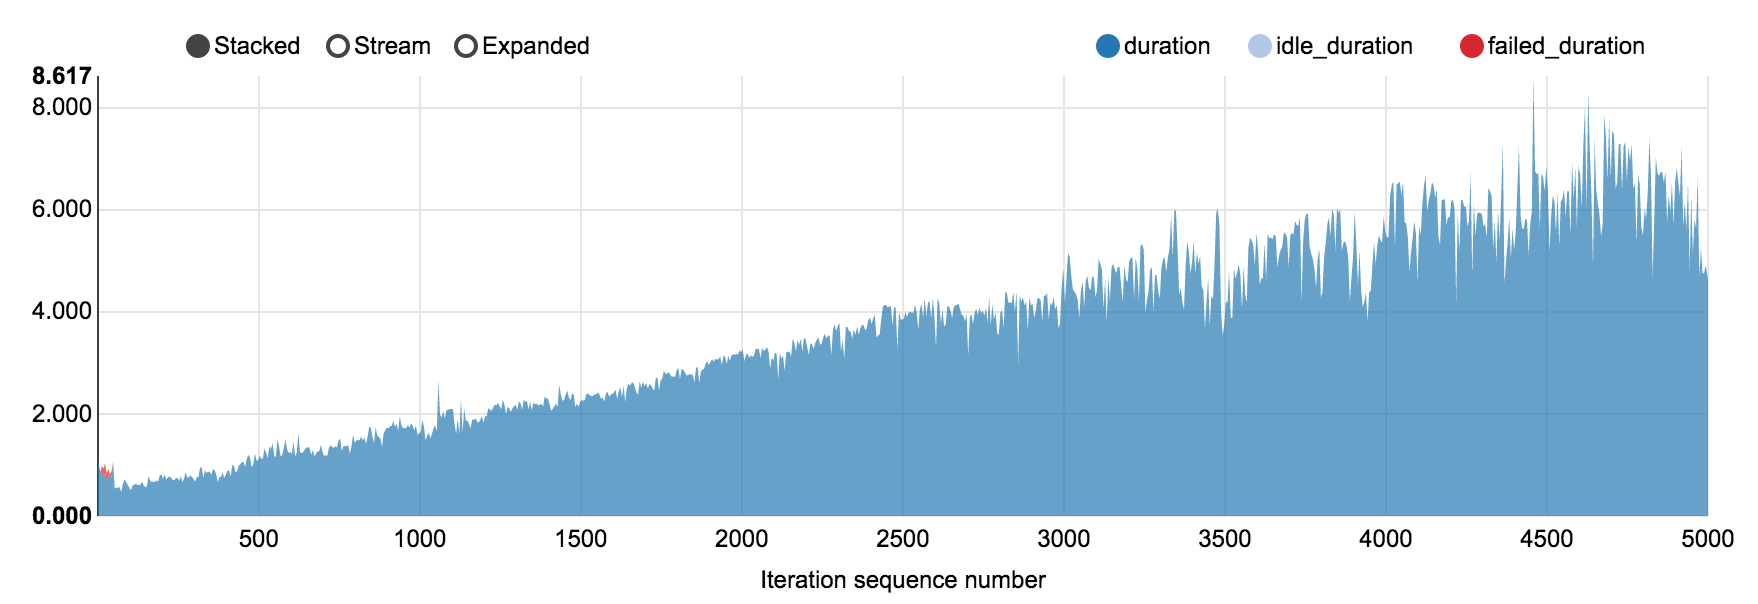 Stacked Stream Expanded duration idle_duration failed_duration
8.617
8.000
6.000
4.000
2.000
0.000
500 1000 1500 2000 2500 3000 3500 4000 4500 5000
Iteration sequence number